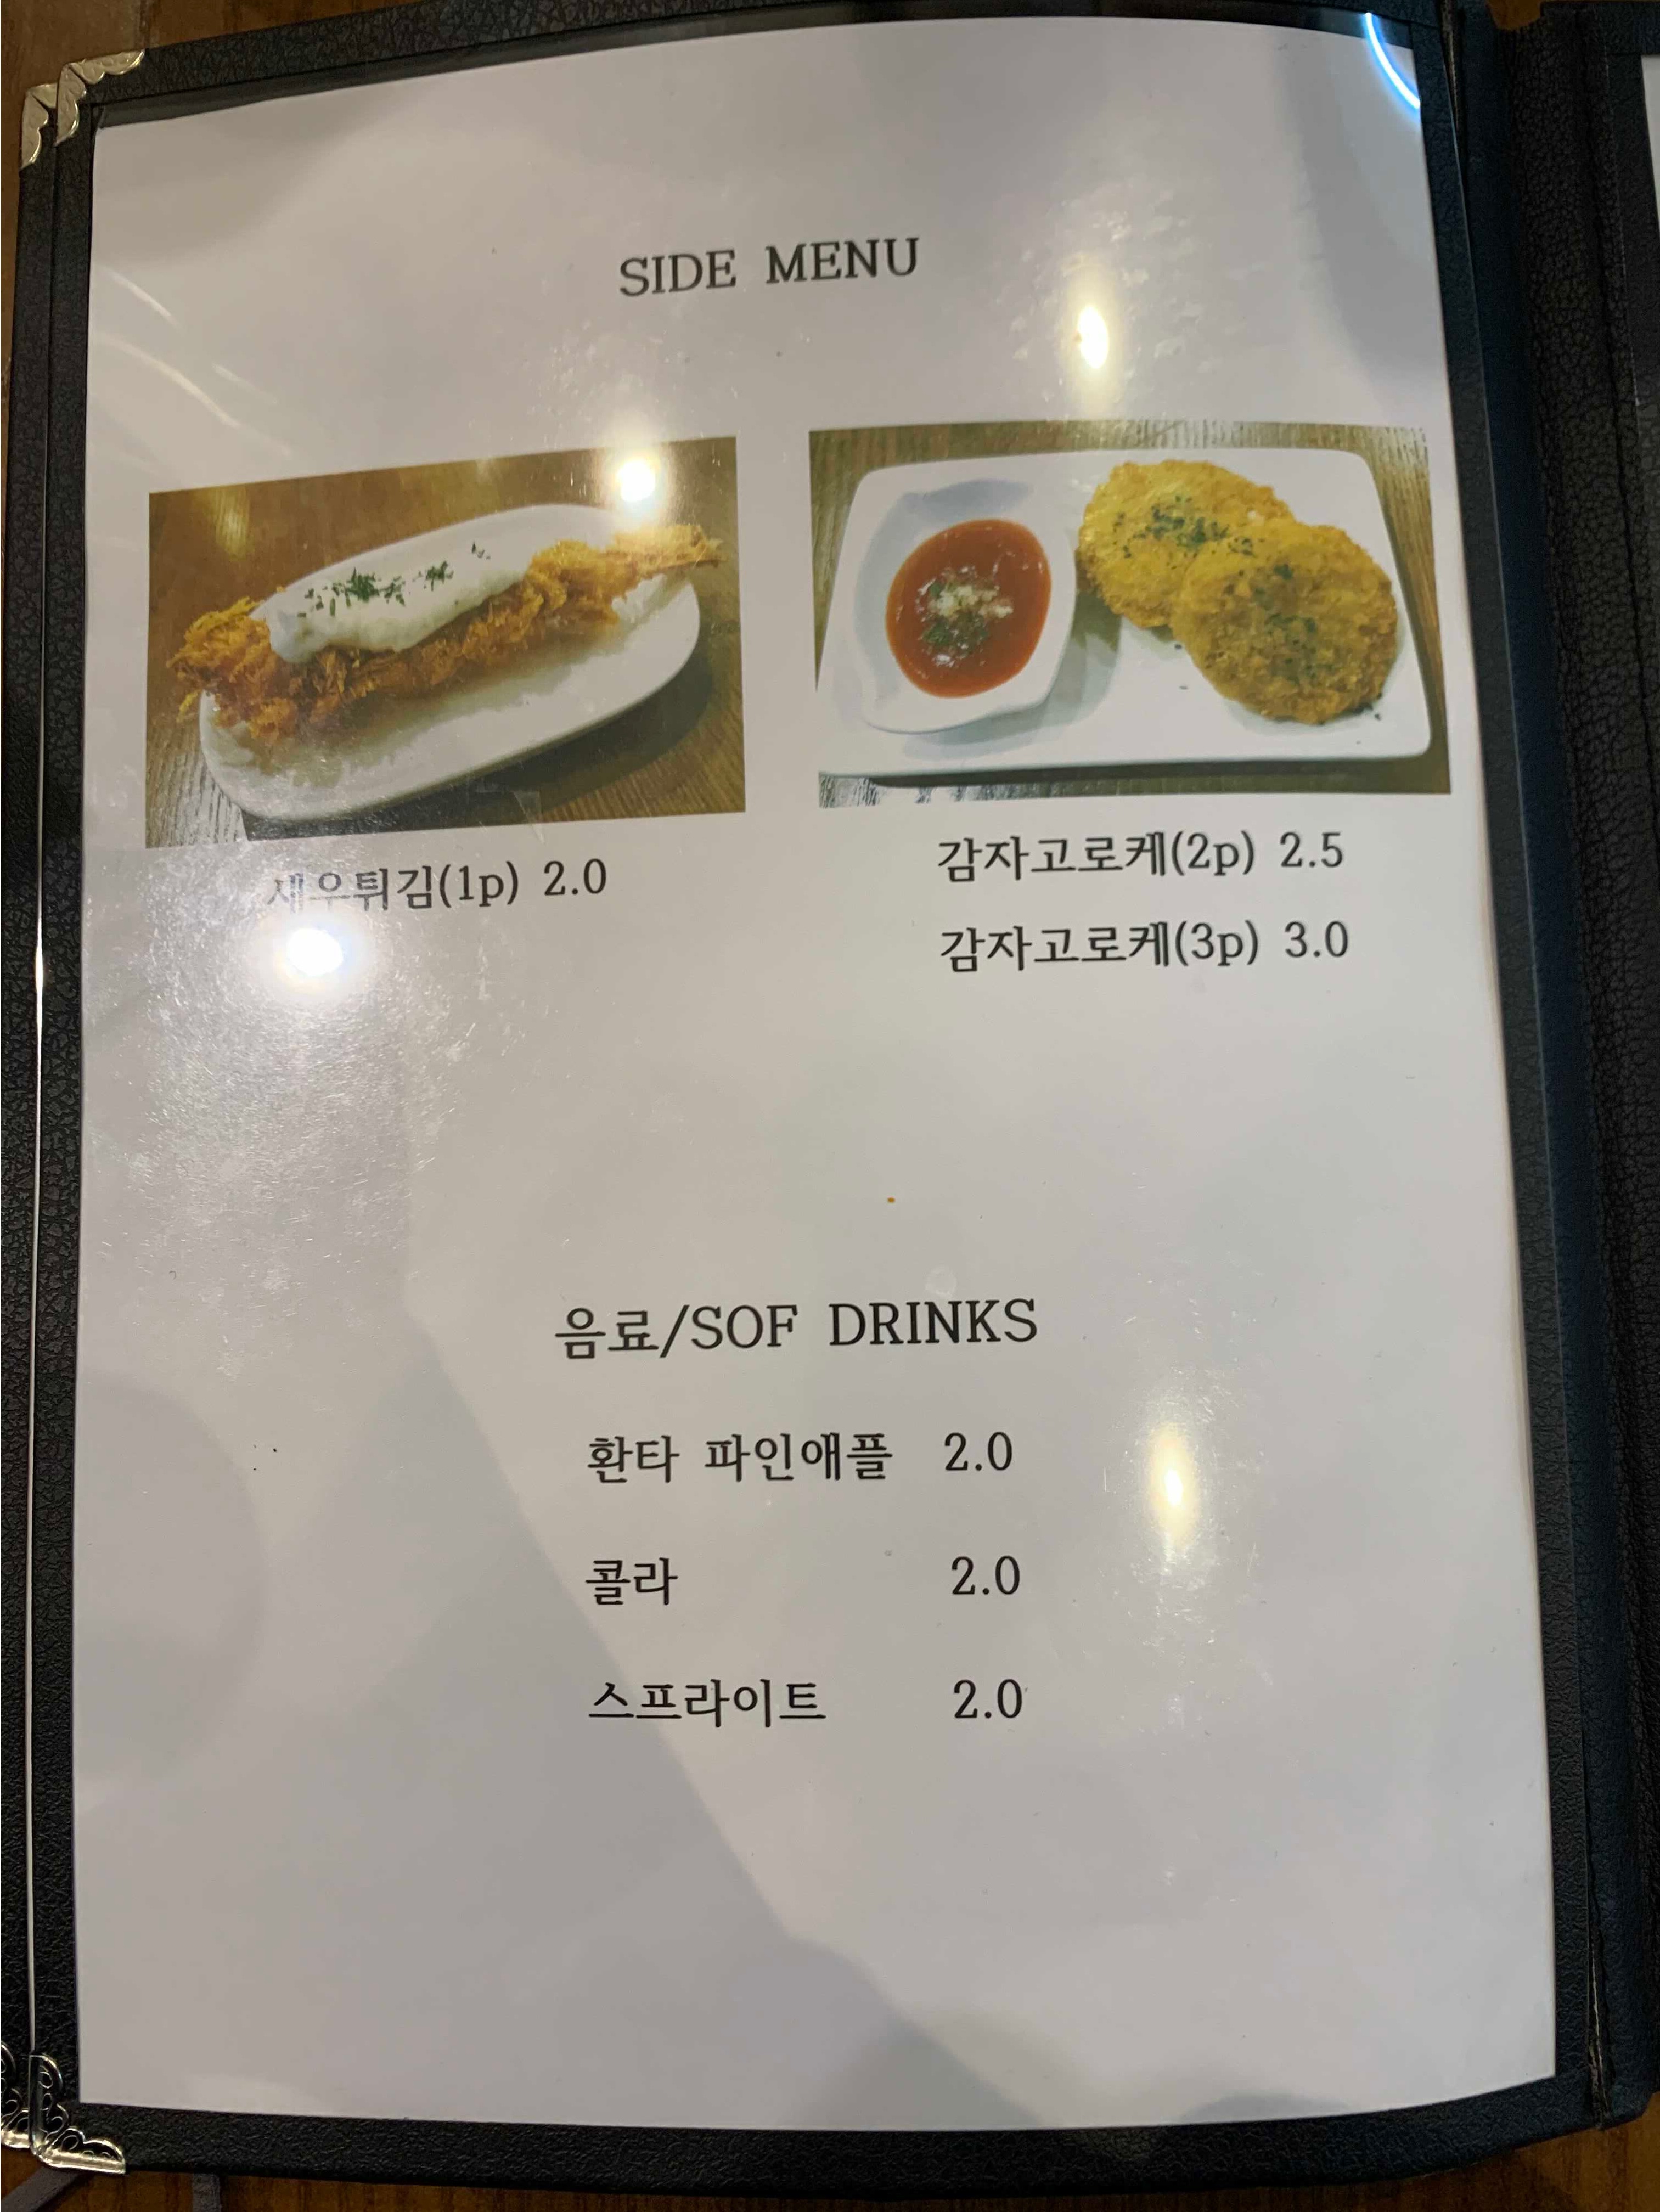 SIDE MENU
새우튀김(1p) 2.0
감자고로케(2p) 2.5
감자고로케(3p) 3.0
음료/SOF DRINKS
환타 파인애플 2.0
콜라 2.0
스프라이트 2.0